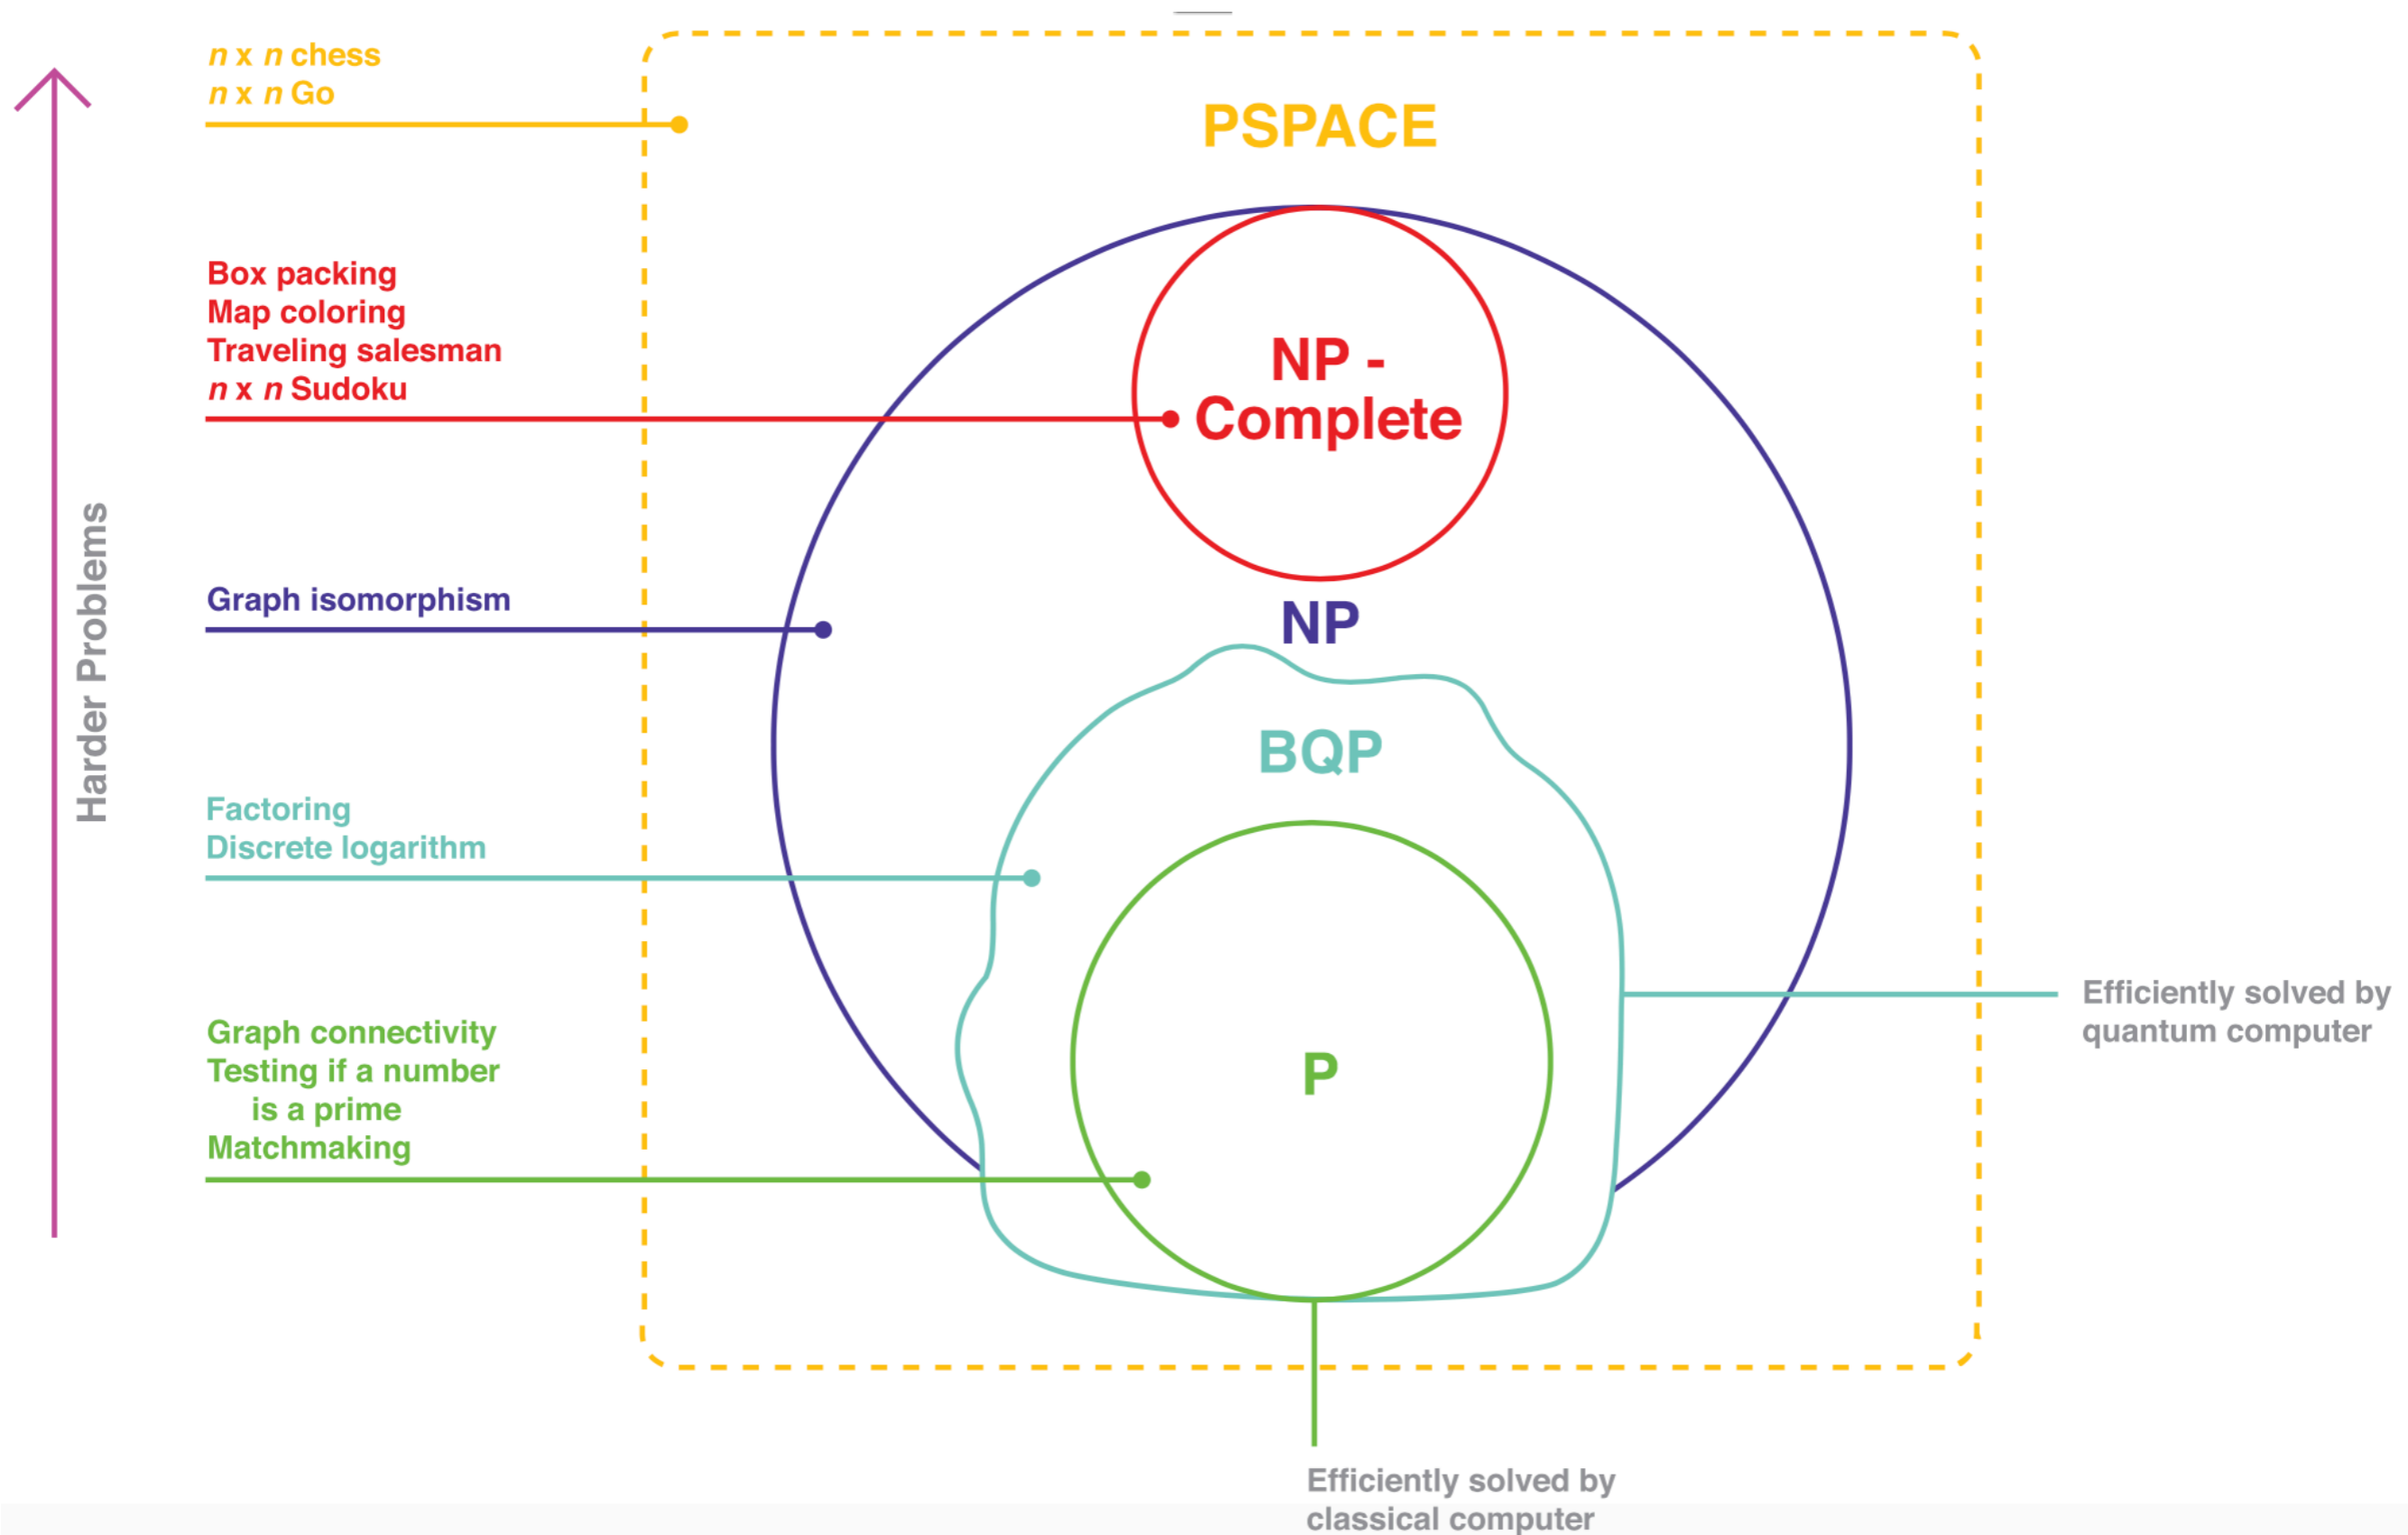 n x n chess
n x n Go
PSPACE
Box packing
Map coloring
Traveling salesman
n x n Sudoku
NP -
Complete
Harder Problems
Graph isomorphism
NP
BQP
Factoring
Discrete logarithm
Efficiently solved by
quantum computer
Graph connectivity
Testing if a number
is a prime
Matchmaking
P
Efficiently solved by
classical computer